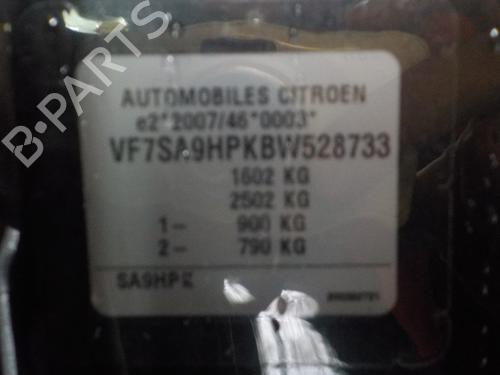 B-PARTS
AUTOMOBILES CITROEN
e2*2007/46*0003*
VF7SA9HPKBW528733
1602 KG
2502 KG
1- 900 KG
2- 790 KG
SA9HPK